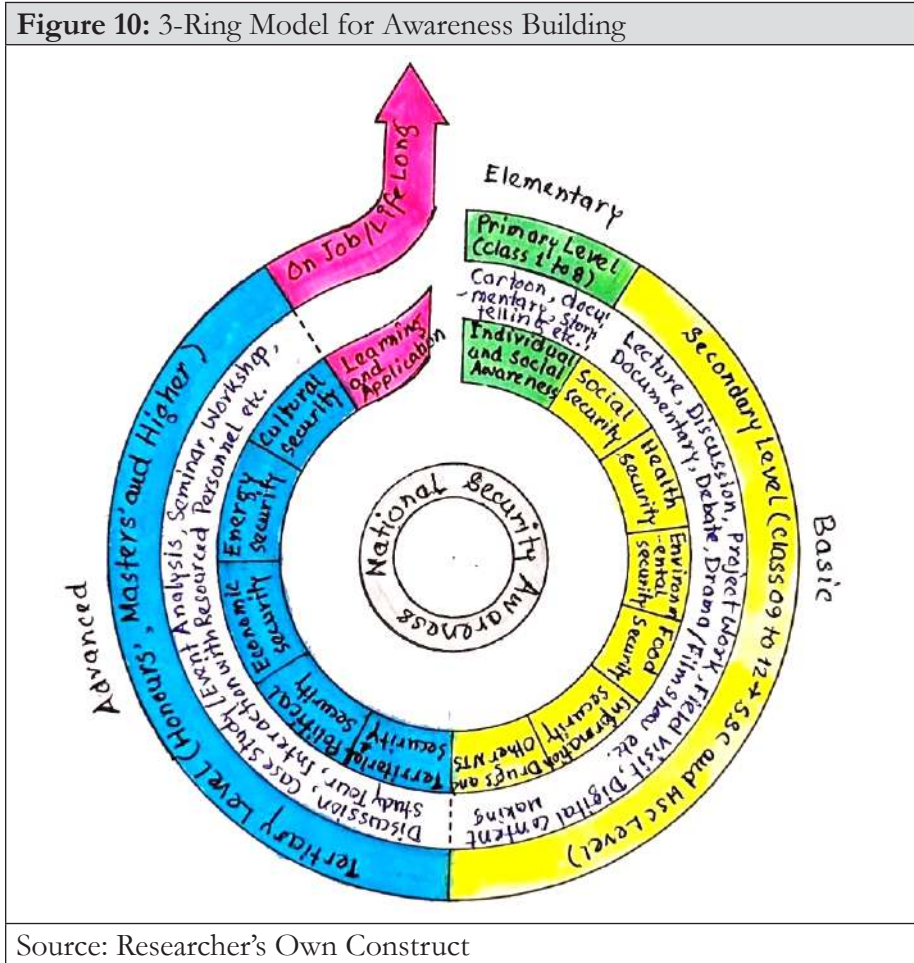 Figure 10: 3-Ring Model for Awareness Building
On Job/Life Long
Learning
and
Application
Elementary
Primary Level
(Class 1 to 8)
Cartoon, docu
-mentary, Story
telling etc.
Individual
and Social
Awareness
Basic
Secondary Level (Class 09 to 12 → SSC and HSC Level)
Lecture, Discussion, Project Work, Field Visit, Digital Content
Documentary, Debate, Drama/Film Show etc.
Making
Social
Security
Health
Security
Environm
-ental
Security
Food
Security
Information
Security
Drugs and
Other NTS
Advanced
Tertiary Level (Honours', Masters' and Higher)
Discussion, Case Study/Event Analysis, Seminar, Workshop,
Study Tour, Interaction with Resourced Personnel etc.
Territorial
Security
Political
Security
Economic
Security
Energy
Security
Cultural
Security
National Security Awareness
Source: Researcher's Own Construct